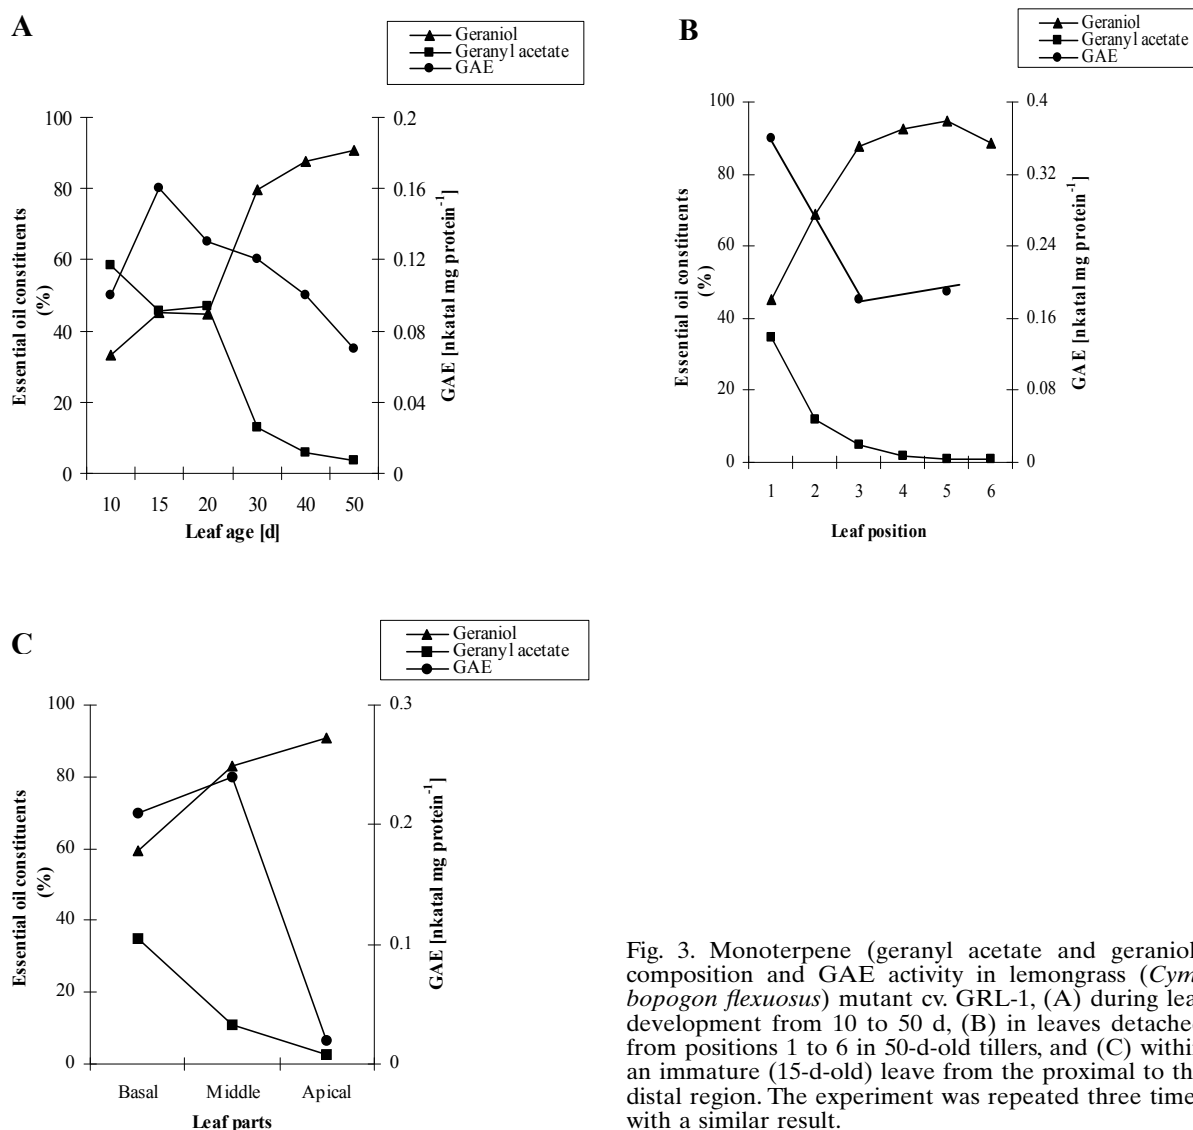 A
Geraniol
Geranyl acetate
GAE
100
80
60
40
20
0
0.2
0.16
0.12
0.08
0.04
0
Essential oil constituents
(%)
GAE [nkatal mg protein⁻¹]
10 15 20 30 40 50
Leaf age [d]
B
Geraniol
Geranyl acetate
GAE
100
80
60
40
20
0
0.4
0.32
0.24
0.16
0.08
0
Essential oil constituents
(%)
GAE [nkatal mg protein⁻¹]
1 2 3 4 5 6
Leaf position
C
Geraniol
Geranyl acetate
GAE
100
80
60
40
20
0
0.3
0.2
0.1
0
Essential oil constituents
(%)
GAE [nkatal mg protein⁻¹]
Basal Middle Apical
Leaf parts
Fig. 3. Monoterpene (geranyl acetate and geraniol
composition and GAE activity in lemongrass (Cym
bopogon flexuosus) mutant cv. GRL-1, (A) during lea
development from 10 to 50 d, (B) in leaves detache
from positions 1 to 6 in 50-d-old tillers, and (C) within
an immature (15-d-old) leave from the proximal to th
distal region. The experiment was repeated three time
with a similar result.